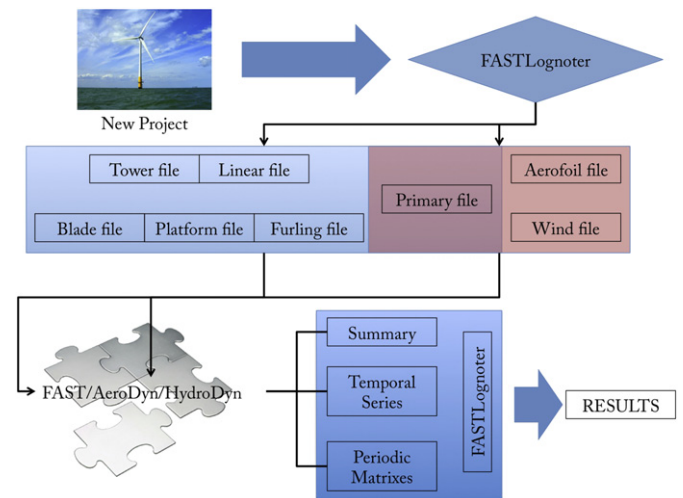 New Project
FASTLognoter
Tower file
Linear file
Aerofoil file
Primary file
Blade file
Platform file
Furling file
Wind file
FAST/AeroDyn/HydroDyn
Summary
Temporal
Series
Periodic
Matrixes
FASTLognoter
RESULTS